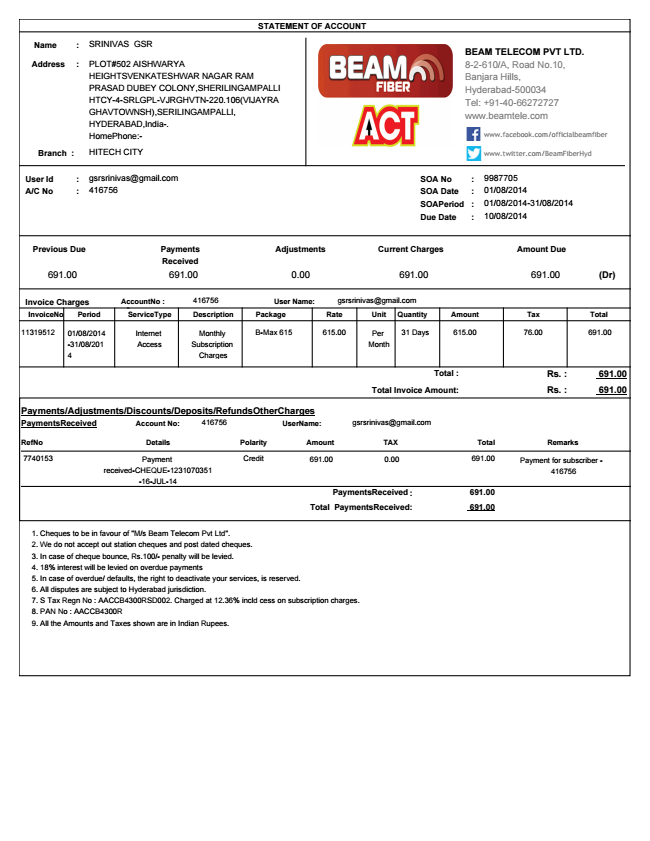 STATEMENT OF ACCOUNT
Name : SRINIVAS GSR
Address : PLOT#502 AISHWARYA
HEIGHTSVENKATESHWAR NAGAR RAM
PRASAD DUBEY COLONY,SHERILINGAMPALLI
HTCY-4-SRLGPL-VJRGHVTN-220.106(VIJAYRA
GHAVTOWNSH),SERILINGAMPALLI,
HYDERABAD,India-.
HomePhone:-
Branch : HITECH CITY
BEAM
FIBER
ACT
BEAM TELECOM PVT LTD.
8-2-610/A, Road No.10,
Banjara Hills,
Hyderabad-500034
Tel: +91-40-66272727
www.beamtele.com
www.facebook.com/officialbeamfiber
www.twitter.com/BeamFiberHyd
User Id : gsrsrinivas@gmail.com
A/C No : 416756
SOA No : 9987705
SOA Date : 01/08/2014
SOAPeriod : 01/08/2014-31/08/2014
Due Date : 10/08/2014
Previous Due Payments Adjustments Current Charges Amount Due
Received
691.00 691.00 0.00 691.00 691.00 (Dr)
Invoice Charges AccountNo : 416756 User Name: gsrsrinivas@gmail.com
InvoiceNo Period ServiceType Description Package Rate Unit Quantity Amount Tax Total
11319512 01/08/2014 Internet Monthly B-Max 615 615.00 Per 31 Days 615.00 76.00 691.00
-31/08/201 Access Subscription Month
4 Charges
Total : Rs. : 691.00
Total Invoice Amount: Rs. : 691.00
Payments/Adjustments/Discounts/Deposits/RefundsOtherCharges
PaymentsReceived Account No: 416756 UserName: gsrsrinivas@gmail.com
RefNo Details Polarity Amount TAX Total Remarks
7740153 Payment Credit 691.00 0.00 691.00 Payment for subscriber -
received-CHEQUE-1231070351 416756
-16-JUL-14
PaymentsReceived : 691.00
Total PaymentsReceived: 691.00
1. Cheques to be in favour of "M/s Beam Telecom Pvt Ltd".
2. We do not accept out station cheques and post dated cheques.
3. In case of cheque bounce, Rs.100/- penalty will be levied.
4. 18% interest will be levied on overdue payments
5. In case of overdue/ defaults, the right to deactivate your services, is reserved.
6. All disputes are subject to Hyderabad jurisdiction.
7. S Tax Regn No : AACCB4300RSD002. Charged at 12.36% incld cess on subscription charges.
8. PAN No : AACCB4300R
9. All the Amounts and Taxes shown are in Indian Rupees.